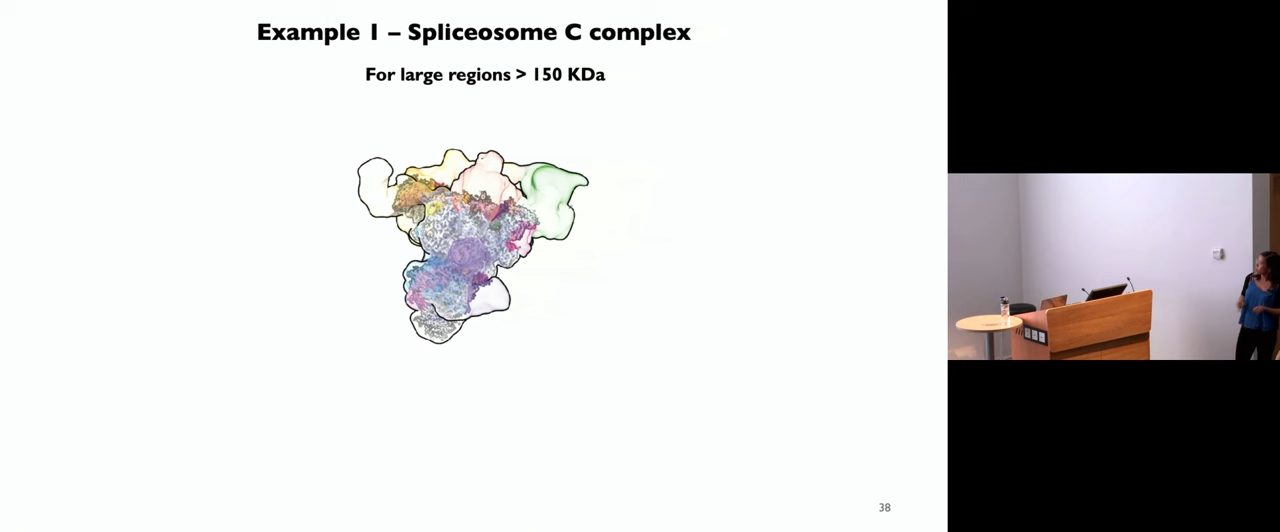 Example 1 – Spliceosome C complex
For large regions > 150 KDa
38